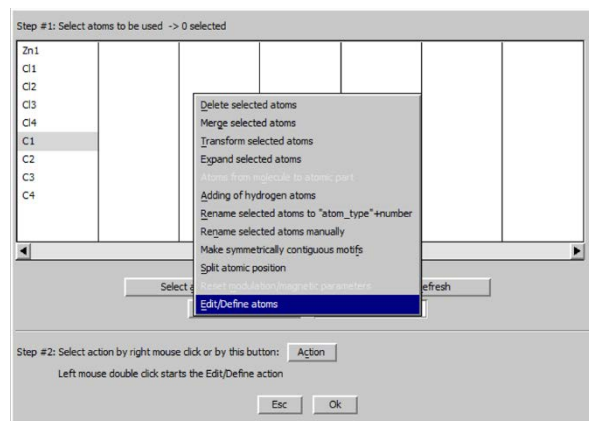 Step #1: Select atoms to be used -> 0 selected
Zn1
Cl1
Cl2
Cl3
Cl4
C1
C2
C3
C4
Delete selected atoms
Merge selected atoms
Transform selected atoms
Expand selected atoms
Atoms from molecule to atomic part
Adding of hydrogen atoms
Rename selected atoms to "atom_type"+number
Rename selected atoms manually
Make symmetrically contiguous motifs
Split atomic position
Reset modulation/magnetic parameters
Edit/Define atoms
Select
efresh
Step #2: Select action by right mouse click or by this button: Action
Left mouse double click starts the Edit/Define action
Esc Ok